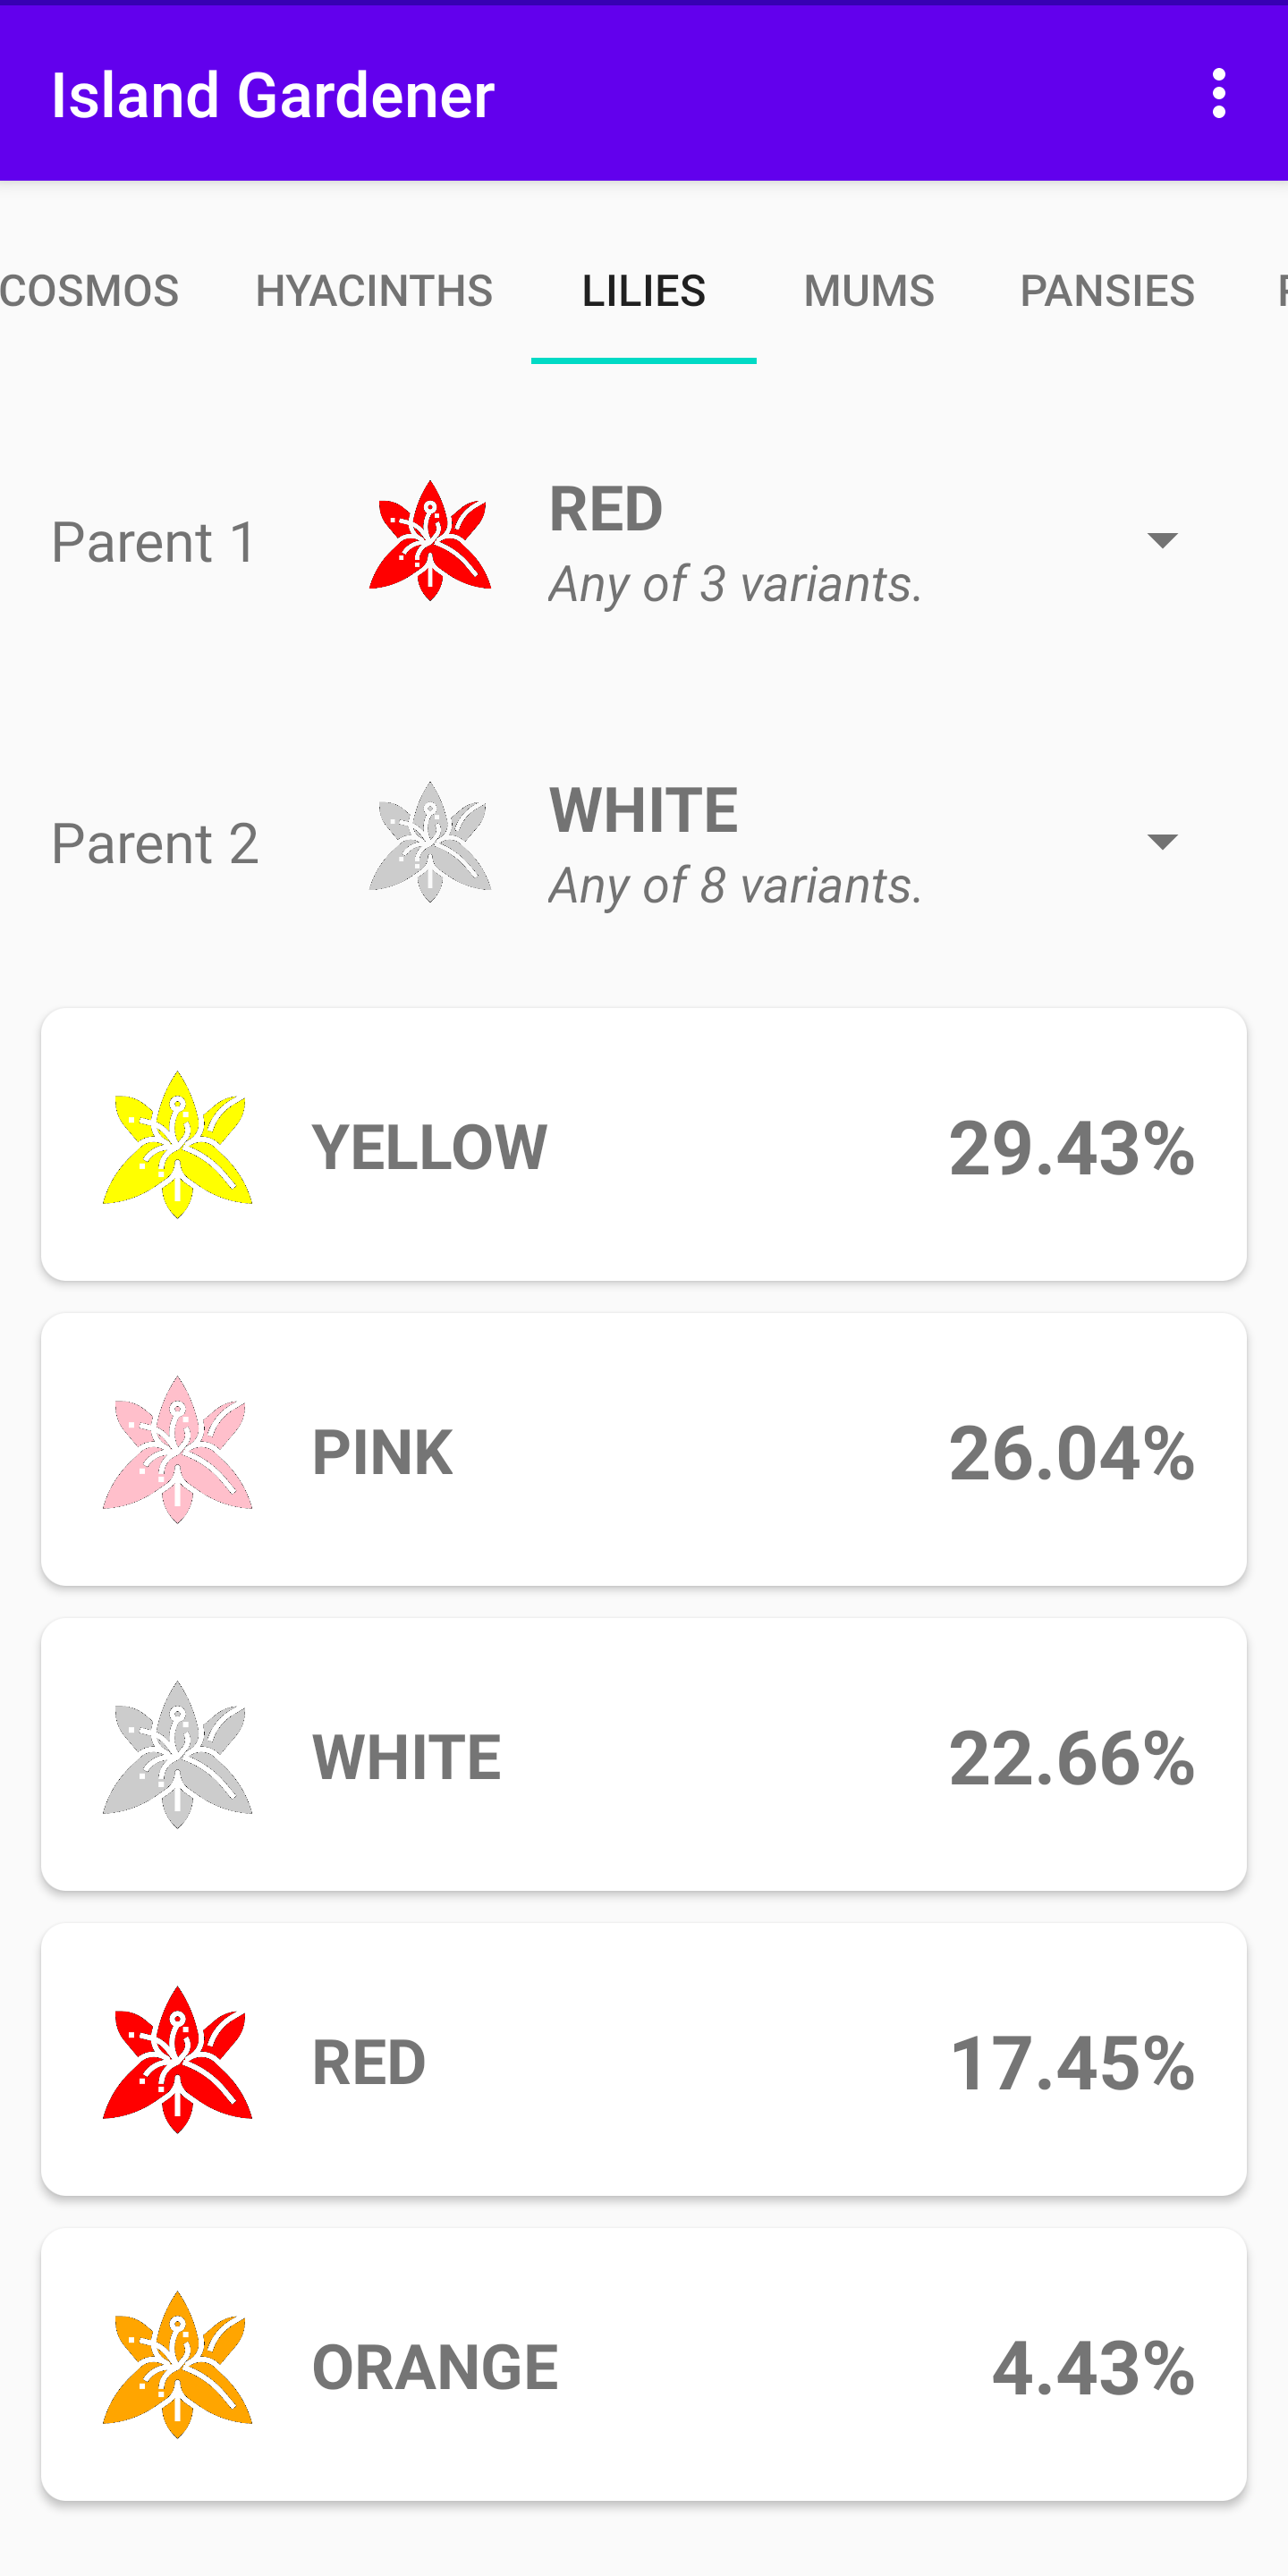 Island Gardener
COSMOS HYACINTHS LILIES MUMS PANSIES
Parent 1
RED
Any of 3 variants.
Parent 2
WHITE
Any of 8 variants.
YELLOW 29.43%
PINK 26.04%
WHITE 22.66%
RED 17.45%
ORANGE 4.43%